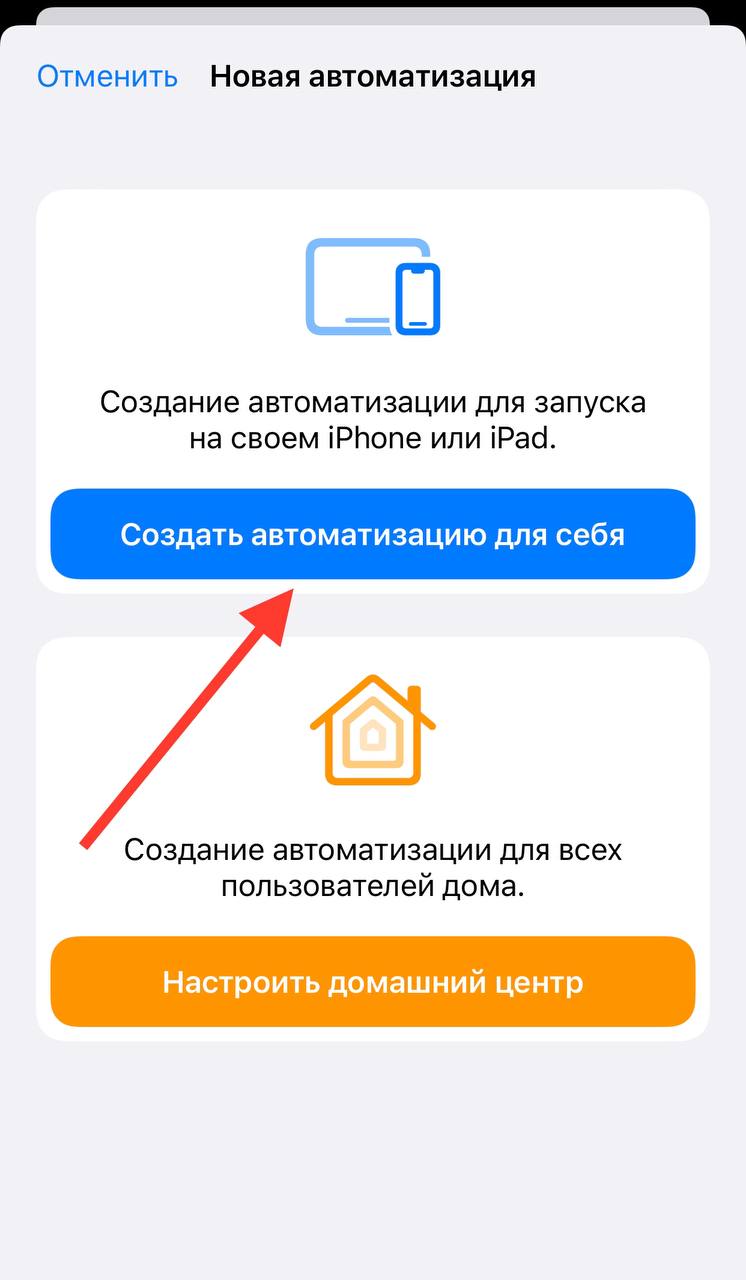 Отменить Новая автоматизация
Создание автоматизации для запуска
на своем iPhone или iPad.
Создать автоматизацию для себя
Создание автоматизации для всех
пользователей дома.
Настроить домашний центр